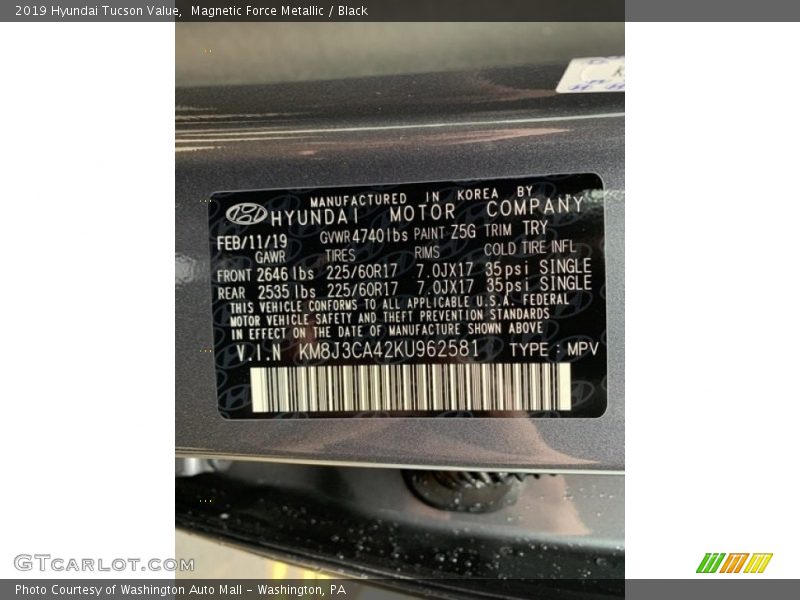 2019 Hyundai Tucson Value,  Magnetic Force Metallic / Black
MANUFACTURED IN KOREA BY
HYUNDAI MOTOR COMPANY
FEB/11/19 GVWR 4740lbs PAINT Z5G TRIM TRY
GAWR TIRES RIMS COLD TIRE INFL
FRONT 2646 lbs 225/60R17 7.0JX17 35psi SINGLE
REAR 2535 lbs 225/60R17 7.0JX17 35psi SINGLE
THIS VEHICLE CONFORMS TO ALL APPLICABLE U.S.A. FEDERAL
MOTOR VEHICLE SAFETY AND THEFT PREVENTION STANDARDS
IN EFFECT ON THE DATE OF MANUFACTURE SHOWN ABOVE
V.I.N KM8J3CA42KU962581 TYPE : MPV
GTcarlot.com
Photo Courtesy of Washington Auto Mall - Washington, PA